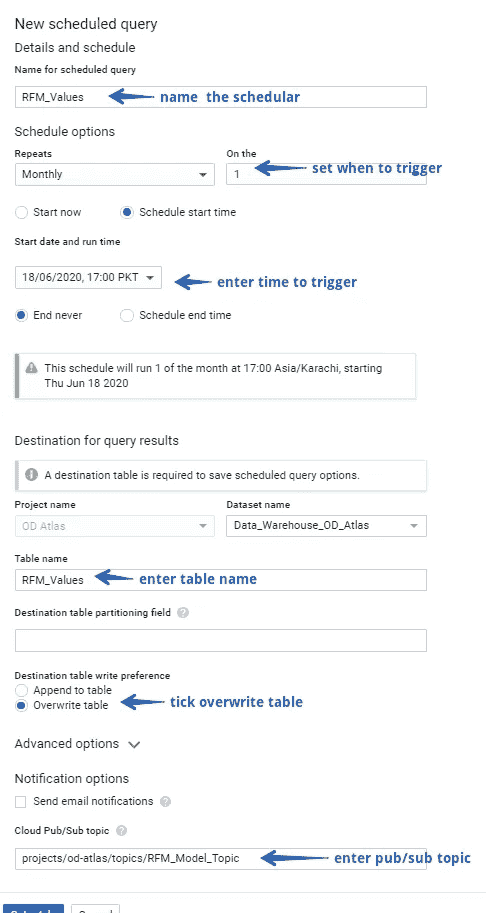 New scheduled query
Details and schedule
Name for scheduled query
RFM_Values
name the schedular
Schedule options
Repeats
On the
Monthly
1
set when to trigger
Start now
Schedule start time
Start date and run time
18/06/2020, 17:00 PKT
enter time to trigger
End never
Schedule end time
This schedule will run 1 of the month at 17:00 Asia/Karachi, starting
Thu Jun 18 2020
Destination for query results
A destination table is required to save scheduled query options.
Project name
Dataset name
OD Atlas
Data_Warehouse_OD_Atlas
Table name
RFM_Values
enter table name
Destination table partitioning field
Destination table write preference
Append to table
Overwrite table
tick overwrite table
Advanced options
Notification options
Send email notifications
Cloud Pub/Sub topic
projects/od-atlas/topics/RFM_Model_Topic
enter pub/sub topic